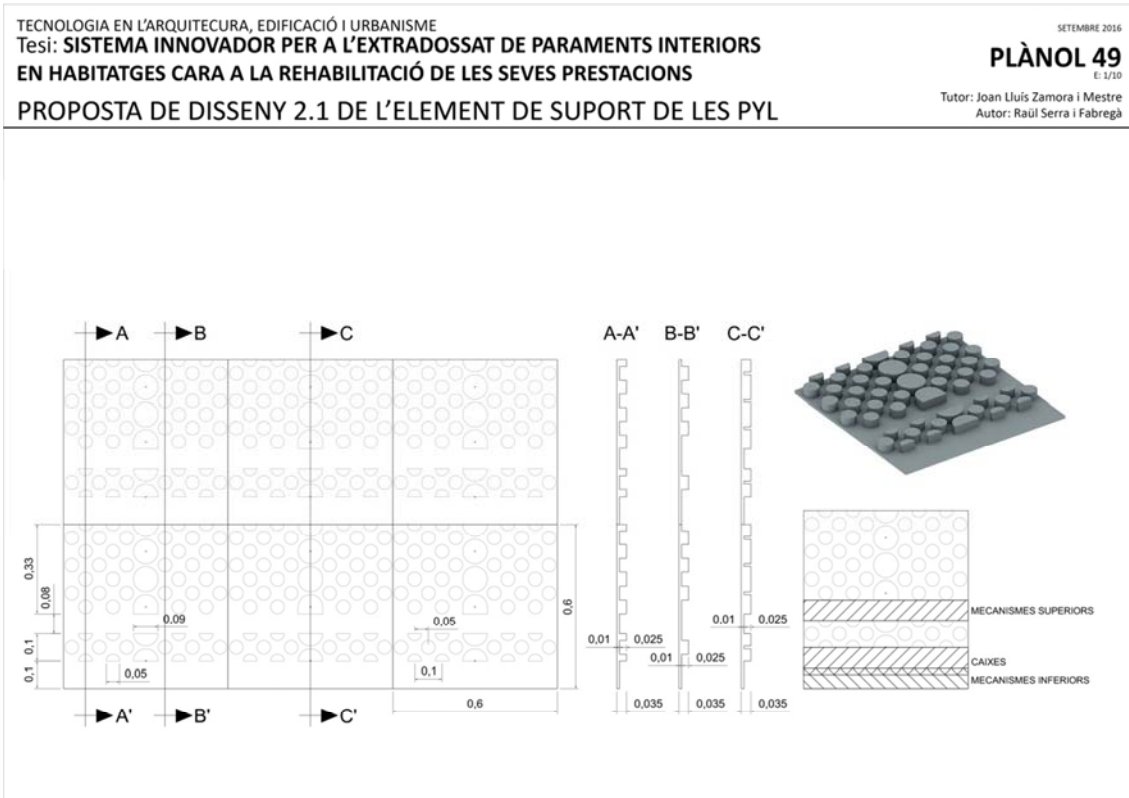 TECNOLOGIA EN L'ARQUITECTURA, EDIFICACIÓ I URBANISME
Tesi: SISTEMA INNOVADOR PER A L'EXTRADOSSAT DE PARAMENTS INTERIORS
EN HABITATGES CARA A LA REHABILITACIÓ DE LES SEVES PRESTACIONS
PROPOSTA DE DISSENY 2.1 DE L'ELEMENT DE SUPORT DE LES PYL
SETEMBRE 2016
PLÀNOL 49
E: 1/10
Tutor: Joan Lluís Zamora i Mestre
Autor: Raül Serra i Fabregà
A
B
C
A-A'
B-B'
C-C'
0,33
0,08
0,1
0,1
0.09
0,05
0,05
0,1
0,6
0,6
0,01
0,025
0,01
0,025
0.01
0,025
0,035
0,035
0,035
A'
B'
C'
MECANISMES SUPERIORS
CAIXES
MECANISMES INFERIORS